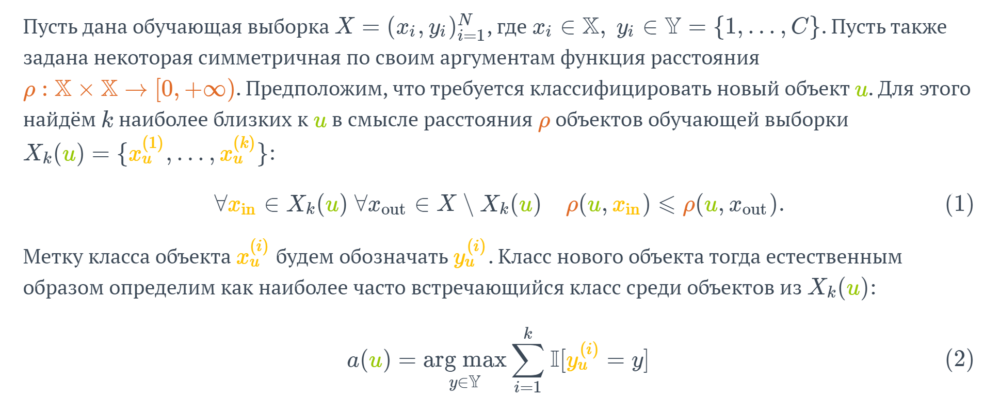 Пусть дана обучающая выборка $X = (x_i, y_i)_{i=1}^{N}$, где $x_i \in \mathbb{X},\ y_i \in \mathbb{Y} = \{1, \ldots, C\}$. Пусть также
задана некоторая симметричная по своим аргументам функция расстояния
$\rho : \mathbb{X} \times \mathbb{X} \to [0, +\infty)$. Предположим, что требуется классифицировать новый объект $u$. Для этого
найдём $k$ наиболее близких к $u$ в смысле расстояния $\rho$ объектов обучающей выборки
$X_k(u) = \{x_u^{(1)}, \ldots, x_u^{(k)}\}$:
$\forall x_{\text{in}} \in X_k(u)\ \forall x_{\text{out}} \in X \setminus X_k(u) \quad \rho(u, x_{\text{in}}) \leqslant \rho(u, x_{\text{out}}).$ (1)
Метку класса объекта $x_u^{(i)}$ будем обозначать $y_u^{(i)}$. Класс нового объекта тогда естественным
образом определим как наиболее часто встречающийся класс среди объектов из $X_k(u)$:
$a(u) = \underset{y \in \mathbb{Y}}{\arg\max} \sum_{i=1}^{k} \mathbb{I}[y_u^{(i)} = y]$ (2)